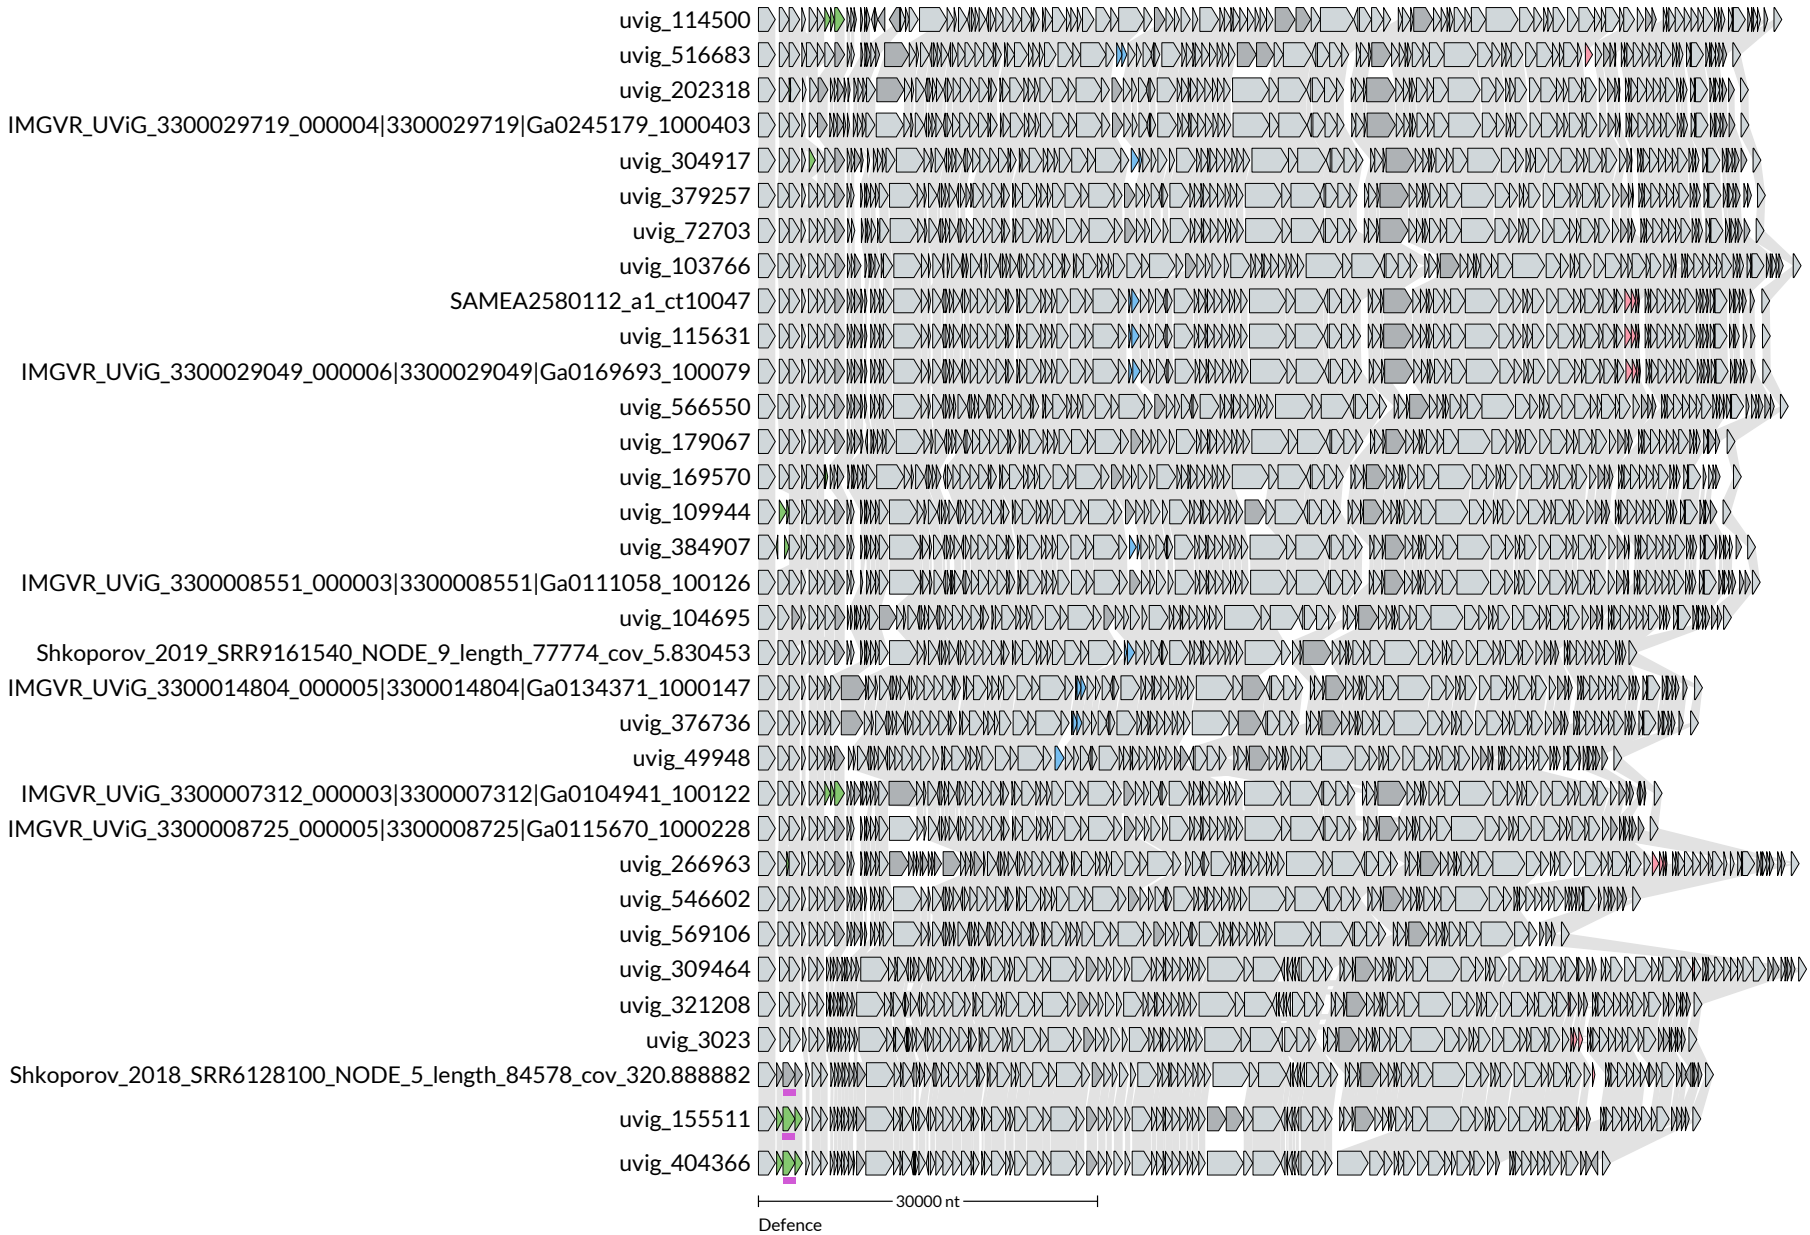 uvig_114500
uvig_516683
uvig_202318
IMGVR_UViG_3300029719_000004|3300029719|Ga0245179_1000403
uvig_304917
uvig_379257
uvig_72703
uvig_103766
SAMEA2580112_a1_ct10047
uvig_115631
IMGVR_UViG_3300029049_000006|3300029049|Ga0169693_100079
uvig_566550
uvig_179067
uvig_169570
uvig_109944
uvig_384907
IMGVR_UViG_3300008551_000003|3300008551|Ga0111058_100126
uvig_104695
Shkoporov_2019_SRR9161540_NODE_9_length_77774_cov_5.830453
IMGVR_UViG_3300014804_000005|3300014804|Ga0134371_1000147
uvig_376736
uvig_49948
IMGVR_UViG_3300007312_000003|3300007312|Ga0104941_100122
IMGVR_UViG_3300008725_000005|3300008725|Ga0115670_1000228
uvig_266963
uvig_546602
uvig_569106
uvig_309464
uvig_321208
uvig_3023
Shkoporov_2018_SRR6128100_NODE_5_length_84578_cov_320.888882
uvig_155511
uvig_404366
30000 nt
Defence